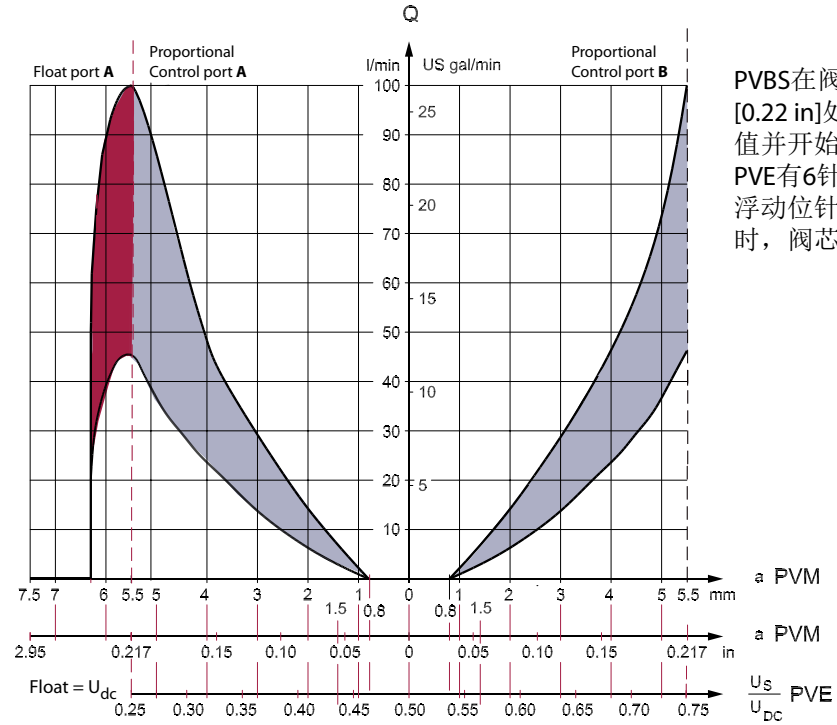 Q
Float port A
Proportional
Control port A
l/min
US gal/min
Proportional
Control port B
100
90
80
70
60
50
40
30
20
10
25
20
15
10
5
PVBS在阀
[0.22 in]处
值并开始
PVE有6针
浮动位针
时，阀芯
7.5 7 6 5.5 5 4 3 2 1 0 1 2 3 4 5 5.5 mm
1.5 0.8 0.8 1.5
a PVM
2.95 0.217 0.15 0.10 0.05 0 0.05 0.10 0.15 0.217 in
a PVM
Float = Udc
0.25 0.30 0.35 0.40 0.45 0.50 0.55 0.60 0.65 0.70 0.75
US
UDC
PVE